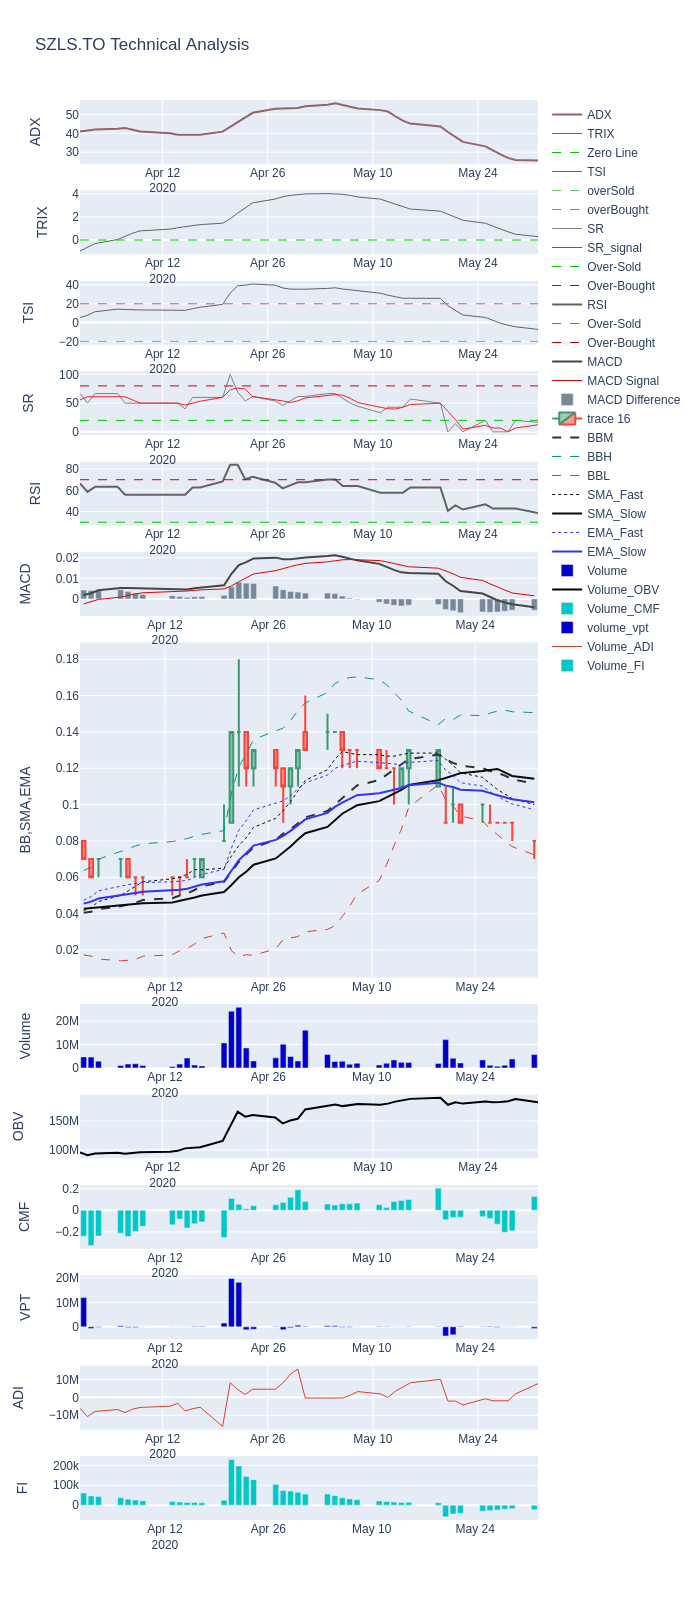 SZLS.TO Technical Analysis
ADX
50
40
30
Apr 12
2020
Apr 26
May 10
May 24
TRIX
4
2
0
Apr 12
2020
Apr 26
May 10
May 24
TSI
40
20
0
−20
Apr 12
2020
Apr 26
May 10
May 24
SR
100
50
0
Apr 12
2020
Apr 26
May 10
May 24
RSI
80
60
40
Apr 12
2020
Apr 26
May 10
May 24
MACD
0.02
0.01
0
Apr 12
2020
Apr 26
May 10
May 24
BB,SMA,EMA
0.18
0.16
0.14
0.12
0.1
0.08
0.06
0.04
0.02
Apr 12
2020
Apr 26
May 10
May 24
Volume
20M
10M
0
Apr 12
2020
Apr 26
May 10
May 24
OBV
150M
100M
Apr 12
2020
Apr 26
May 10
May 24
CMF
0.2
0
−0.2
Apr 12
2020
Apr 26
May 10
May 24
VPT
20M
10M
0
Apr 12
2020
Apr 26
May 10
May 24
ADI
10M
0
−10M
Apr 12
2020
Apr 26
May 10
May 24
FI
200k
100k
0
Apr 12
2020
Apr 26
May 10
May 24
ADX
TRIX
Zero Line
TSI
overSold
overBought
SR
SR_signal
Over-Sold
Over-Bought
RSI
Over-Sold
Over-Bought
MACD
MACD Signal
MACD Difference
trace 16
BBM
BBH
BBL
SMA_Fast
SMA_Slow
EMA_Fast
EMA_Slow
Volume
Volume_OBV
Volume_CMF
volume_vpt
Volume_ADI
Volume_FI